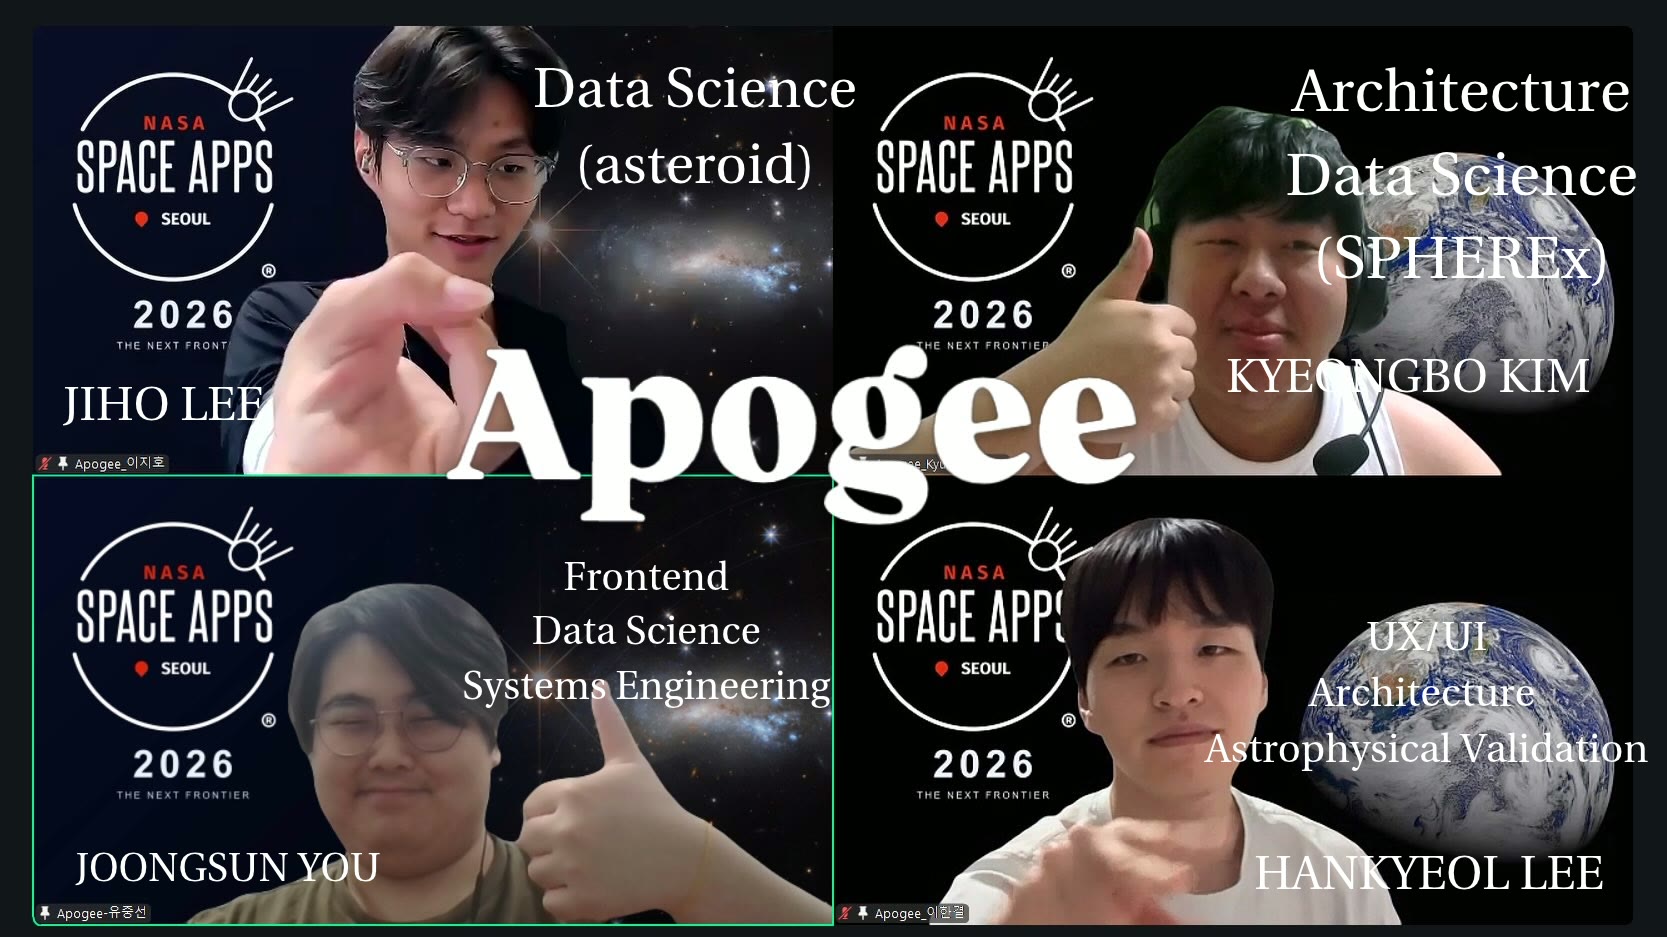 NASA
SPACE APPS
SEOUL
®
2026
THE NEXT FRONT
Data Science
(asteroid)
JIHO LEE
Apogee_이지호
NASA
SPACE APPS
SEOUL
®
2026
THE NEXT FRONTIE
Architecture
Data Science
(SPHEREx)
KYEONGBO KIM
Apogee
NASA
SPACE APPS
SEOUL
®
2026
THE NEXT FRONTIER
Frontend
Data Science
Systems Engineering
JOONGSUN YOU
Apogee-유중선
NASA
SPACE APPS
SEOUL
®
2026
THE NEXT FRONTIER
UX/UI
Architecture
Astrophysical Validation
HANKYEOL LEE
Apogee_이한결